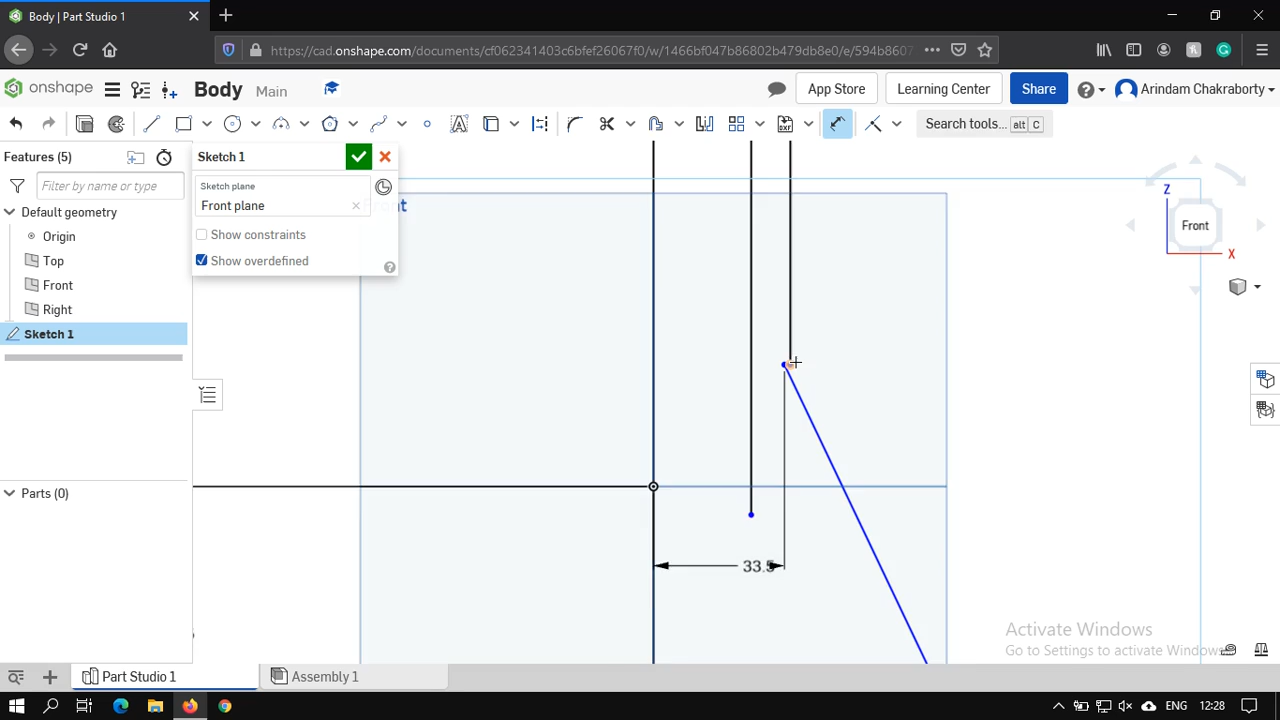 Body | Part Studio 1
https://cad.onshape.com/documents/cf062341403c6bfef26067f0/w/1466bf047b86802b479db8e0/e/594b8607
onshape
Body Main
App Store
Learning Center
Share
Arindam Chakraborty
Search tools... alt C
Features (5)
Filter by name or type
Default geometry
Origin
Top
Front
Right
Sketch 1
Parts (0)
Sketch 1
Sketch plane
Front plane
Show constraints
Show overdefined
Z
Front
X
33.5
Activate Windows
Go to Settings to activate Windows
Part Studio 1
Assembly 1
ENG
12:28